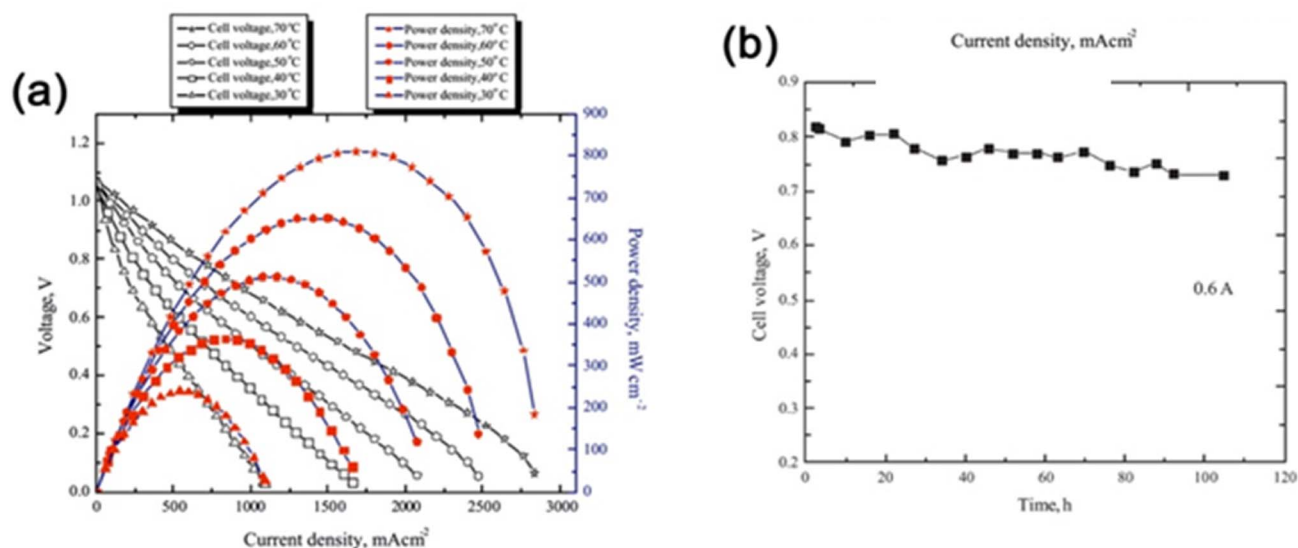 (a)
Cell voltage,70°C
Cell voltage,60°C
Cell voltage,50°C
Cell voltage,40°C
Cell voltage,30°C
Power density,70°C
Power density,60°C
Power density,50°C
Power density,40°C
Power density,30°C
Voltage, V
1.2
1.0
0.8
0.6
0.4
0.2
0.0
0
500
1000
1500
2000
2500
3000
Current density, mAcm⁻²
900
800
700
600
500
400
300
200
100
0
Power density, mW cm⁻²
(b)
Current density, mAcm⁻²
Cell voltage, V
0.9
0.8
0.7
0.6
0.5
0.4
0.3
0.2
0.6 A
0
20
40
60
80
100
120
Time, h